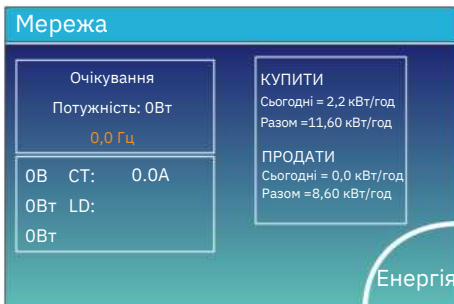 Мережа
Очікування
Потужність: 0Вт
0,0 Гц
0В CT: 0.0A
0Вт LD:
0Вт
КУПИТИ
Сьогодні = 2,2 кВт/год
Разом =11,60 кВт/год
ПРОДАТИ
Сьогодні = 0,0 кВт/год
Разом =8,60 кВт/год
Енергія